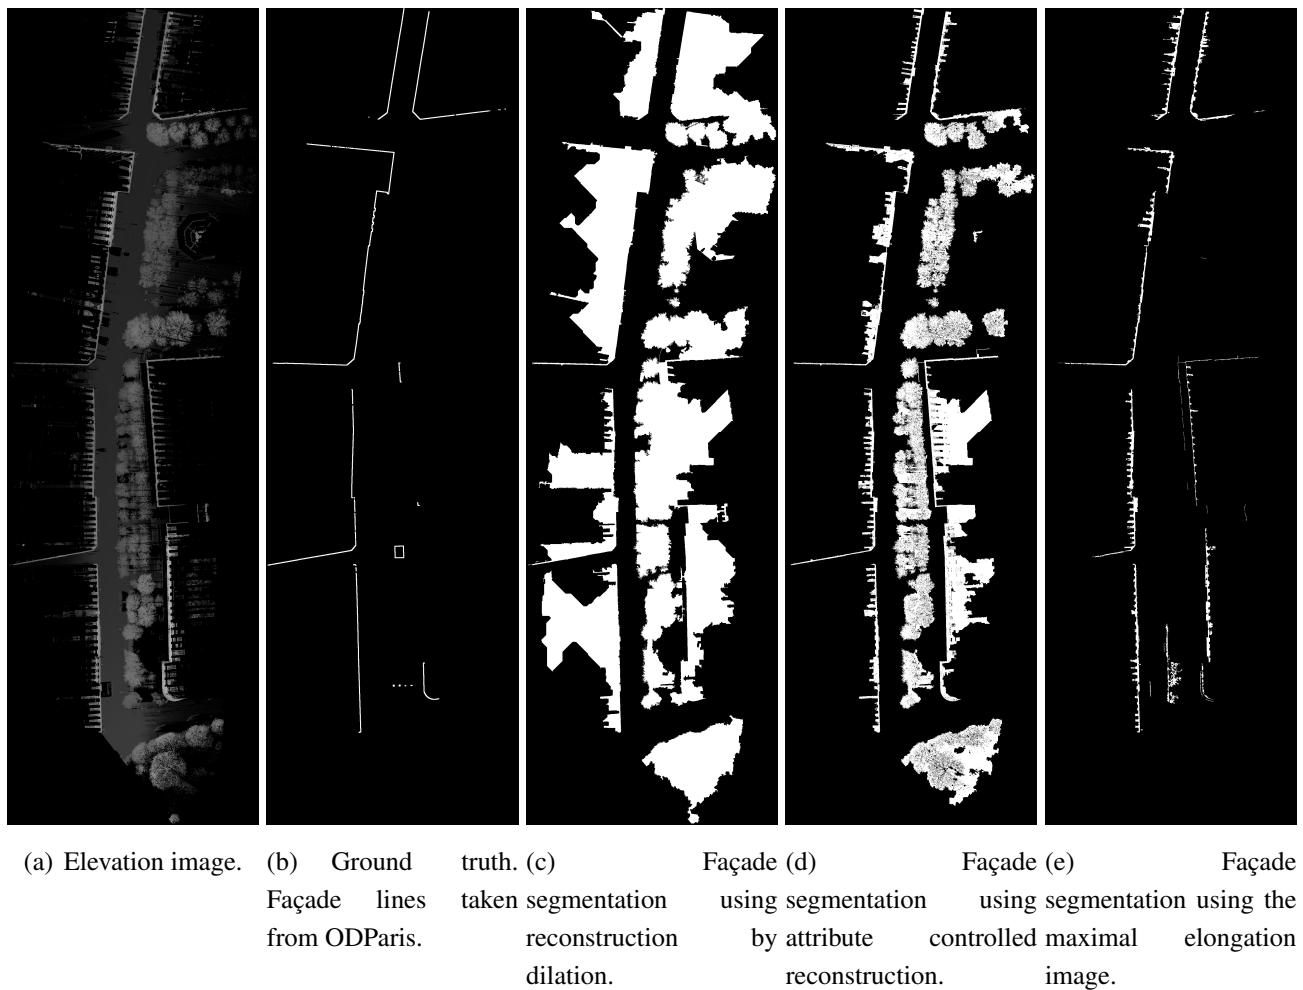 (a) Elevation image.
(b) Ground truth.
Façade lines taken
from ODParis.
(c) Façade
segmentation using
reconstruction by
dilation.
(d) Façade
segmentation using
attribute controlled
reconstruction.
(e) Façade
segmentation using the
maximal elongation
image.